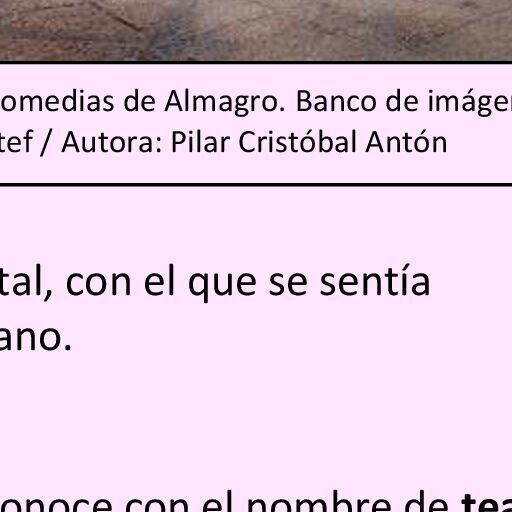 omedias de Almagro. Banco de imáge
tef / Autora: Pilar Cristóbal Antón
tal, con el que se sentía
ano.
onoce con el nombre de tea